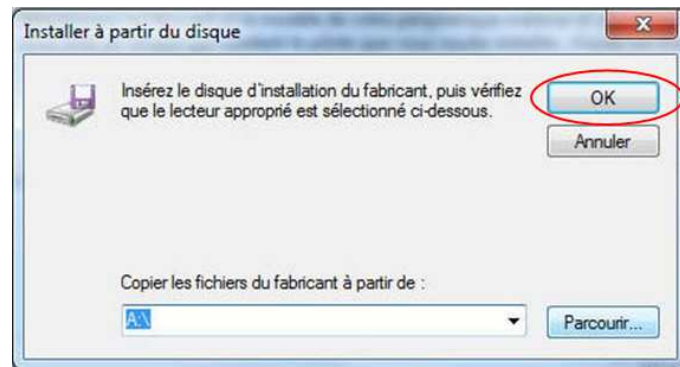 Installer à partir du disque
Insérez le disque d'installation du fabricant, puis vérifiez
que le lecteur approprié est sélectionné ci-dessous.
OK
Annuler
Copier les fichiers du fabricant à partir de :
A:\
Parcourir...